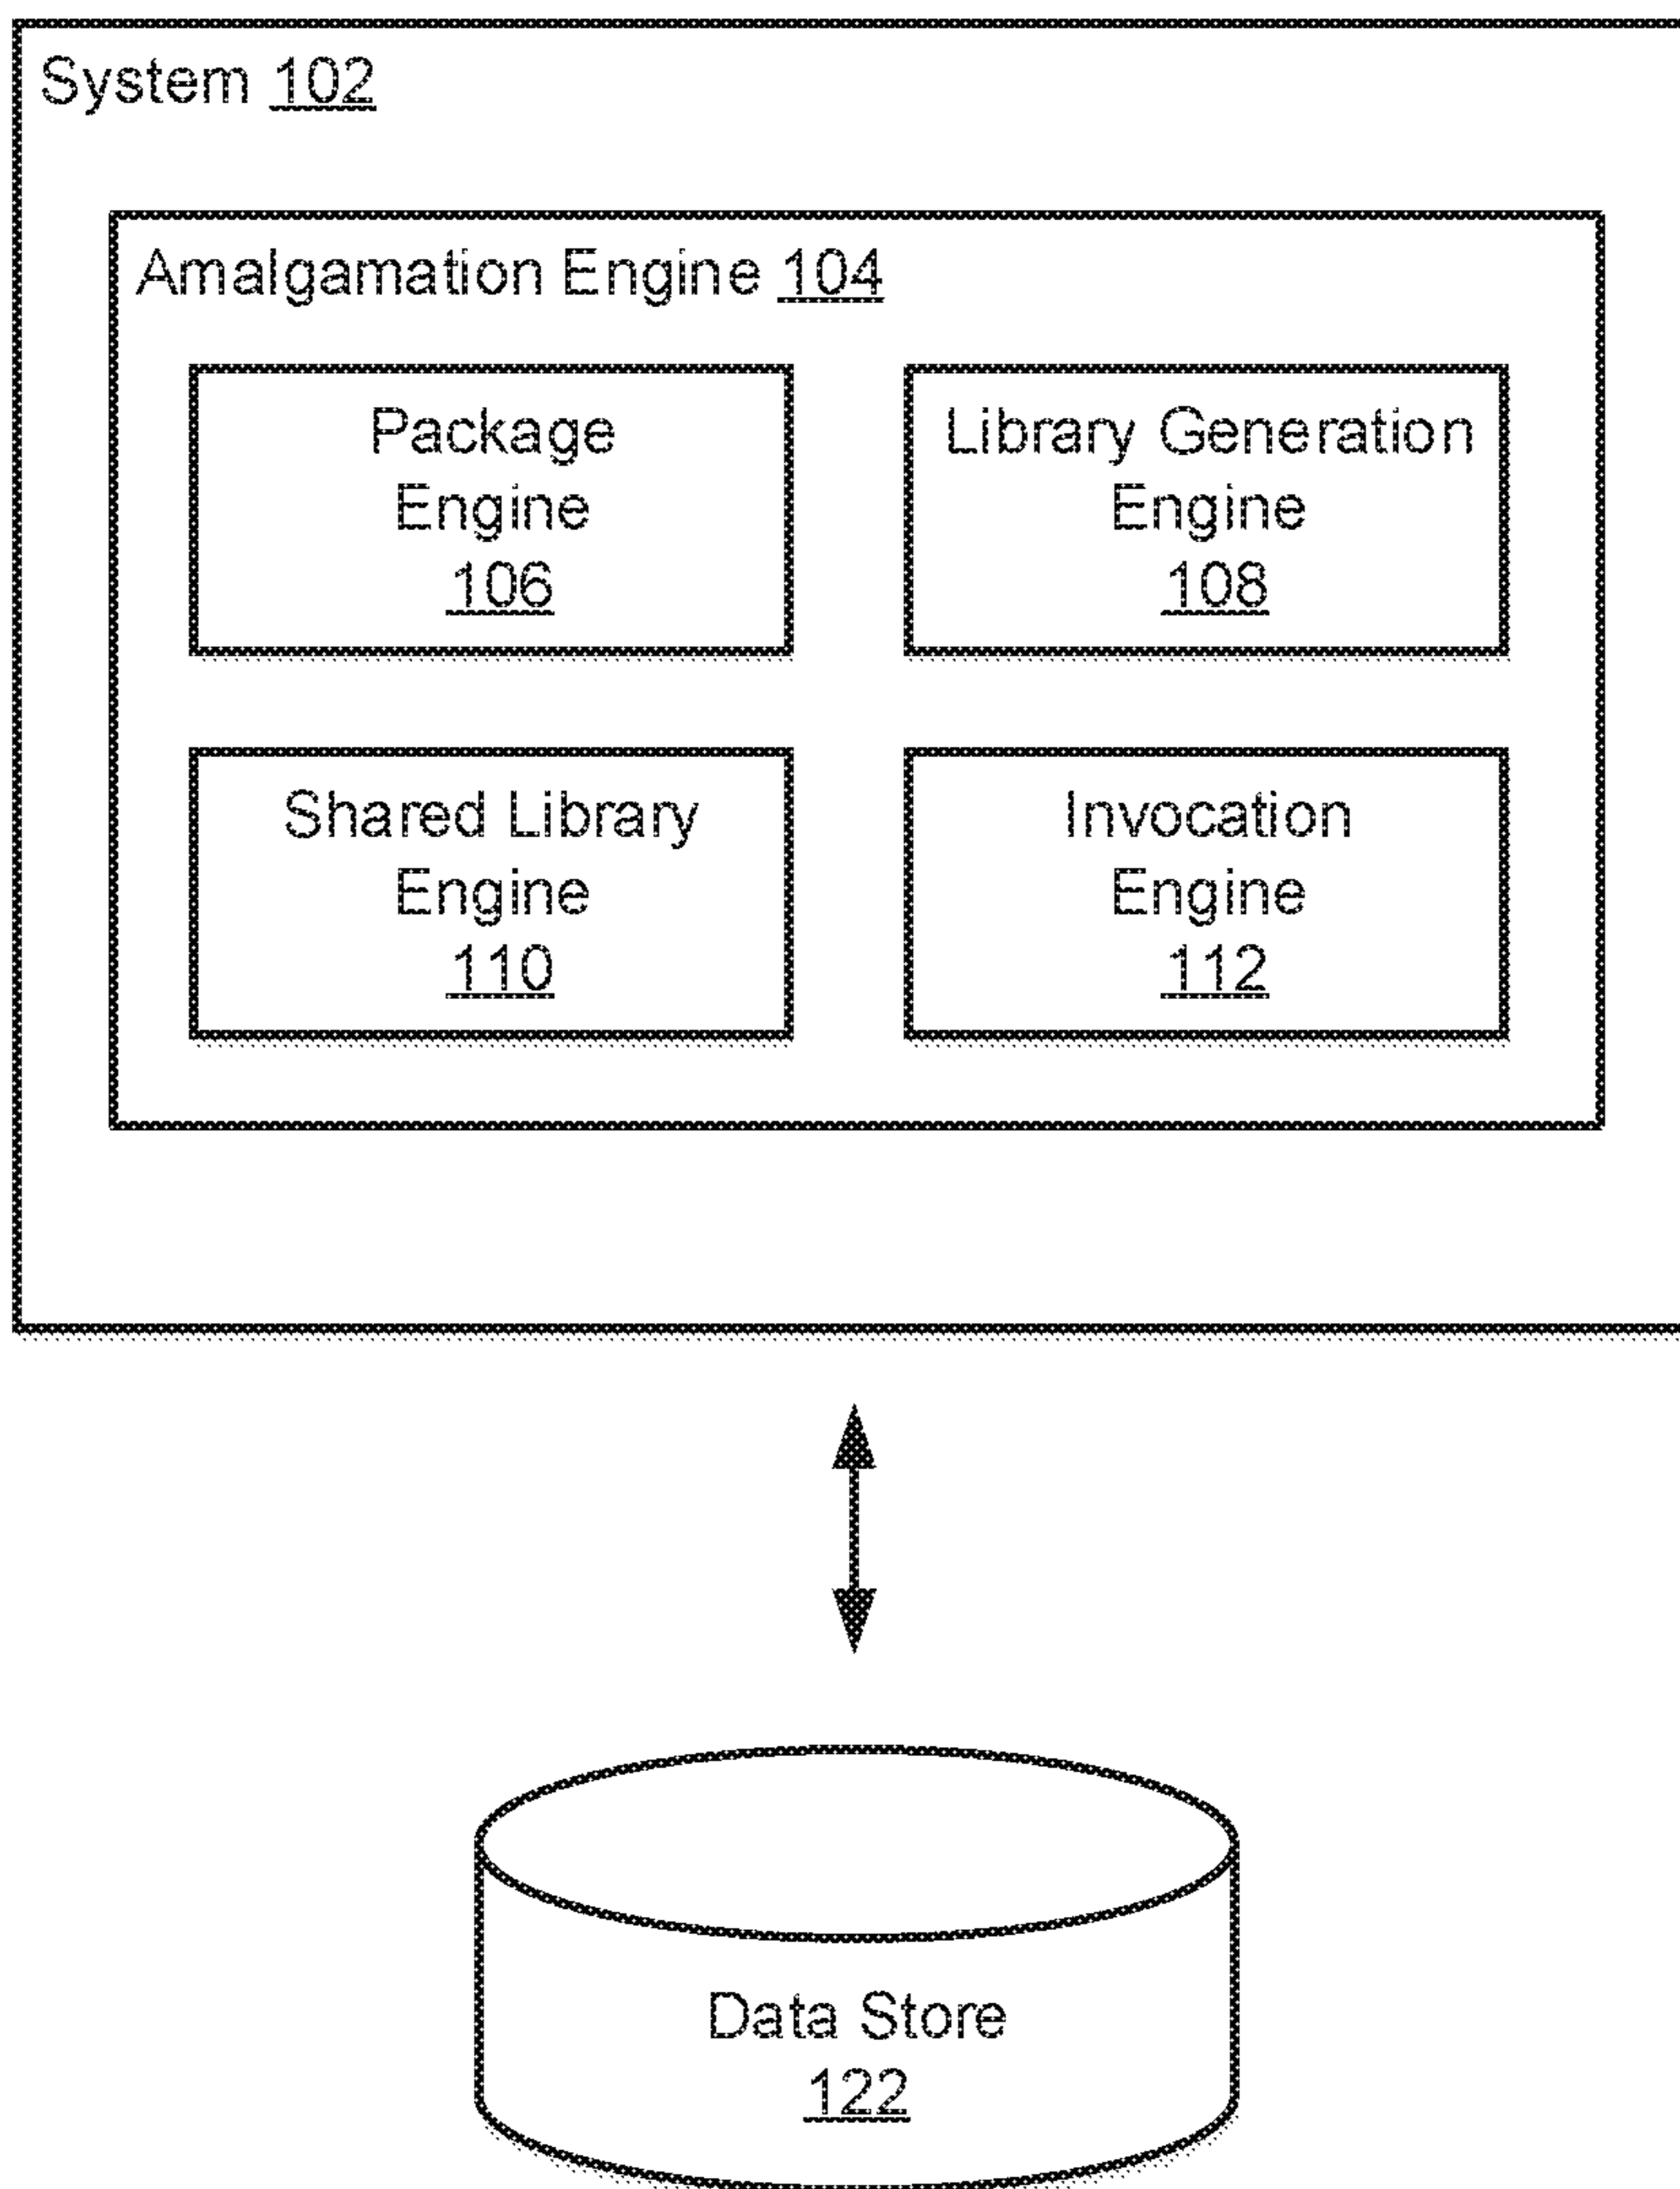 System 102
Amalgamation Engine 104
Package
Engine
106
Library Generation
Engine
108
Shared Library
Engine
110
Invocation
Engine
112
Data Store
122